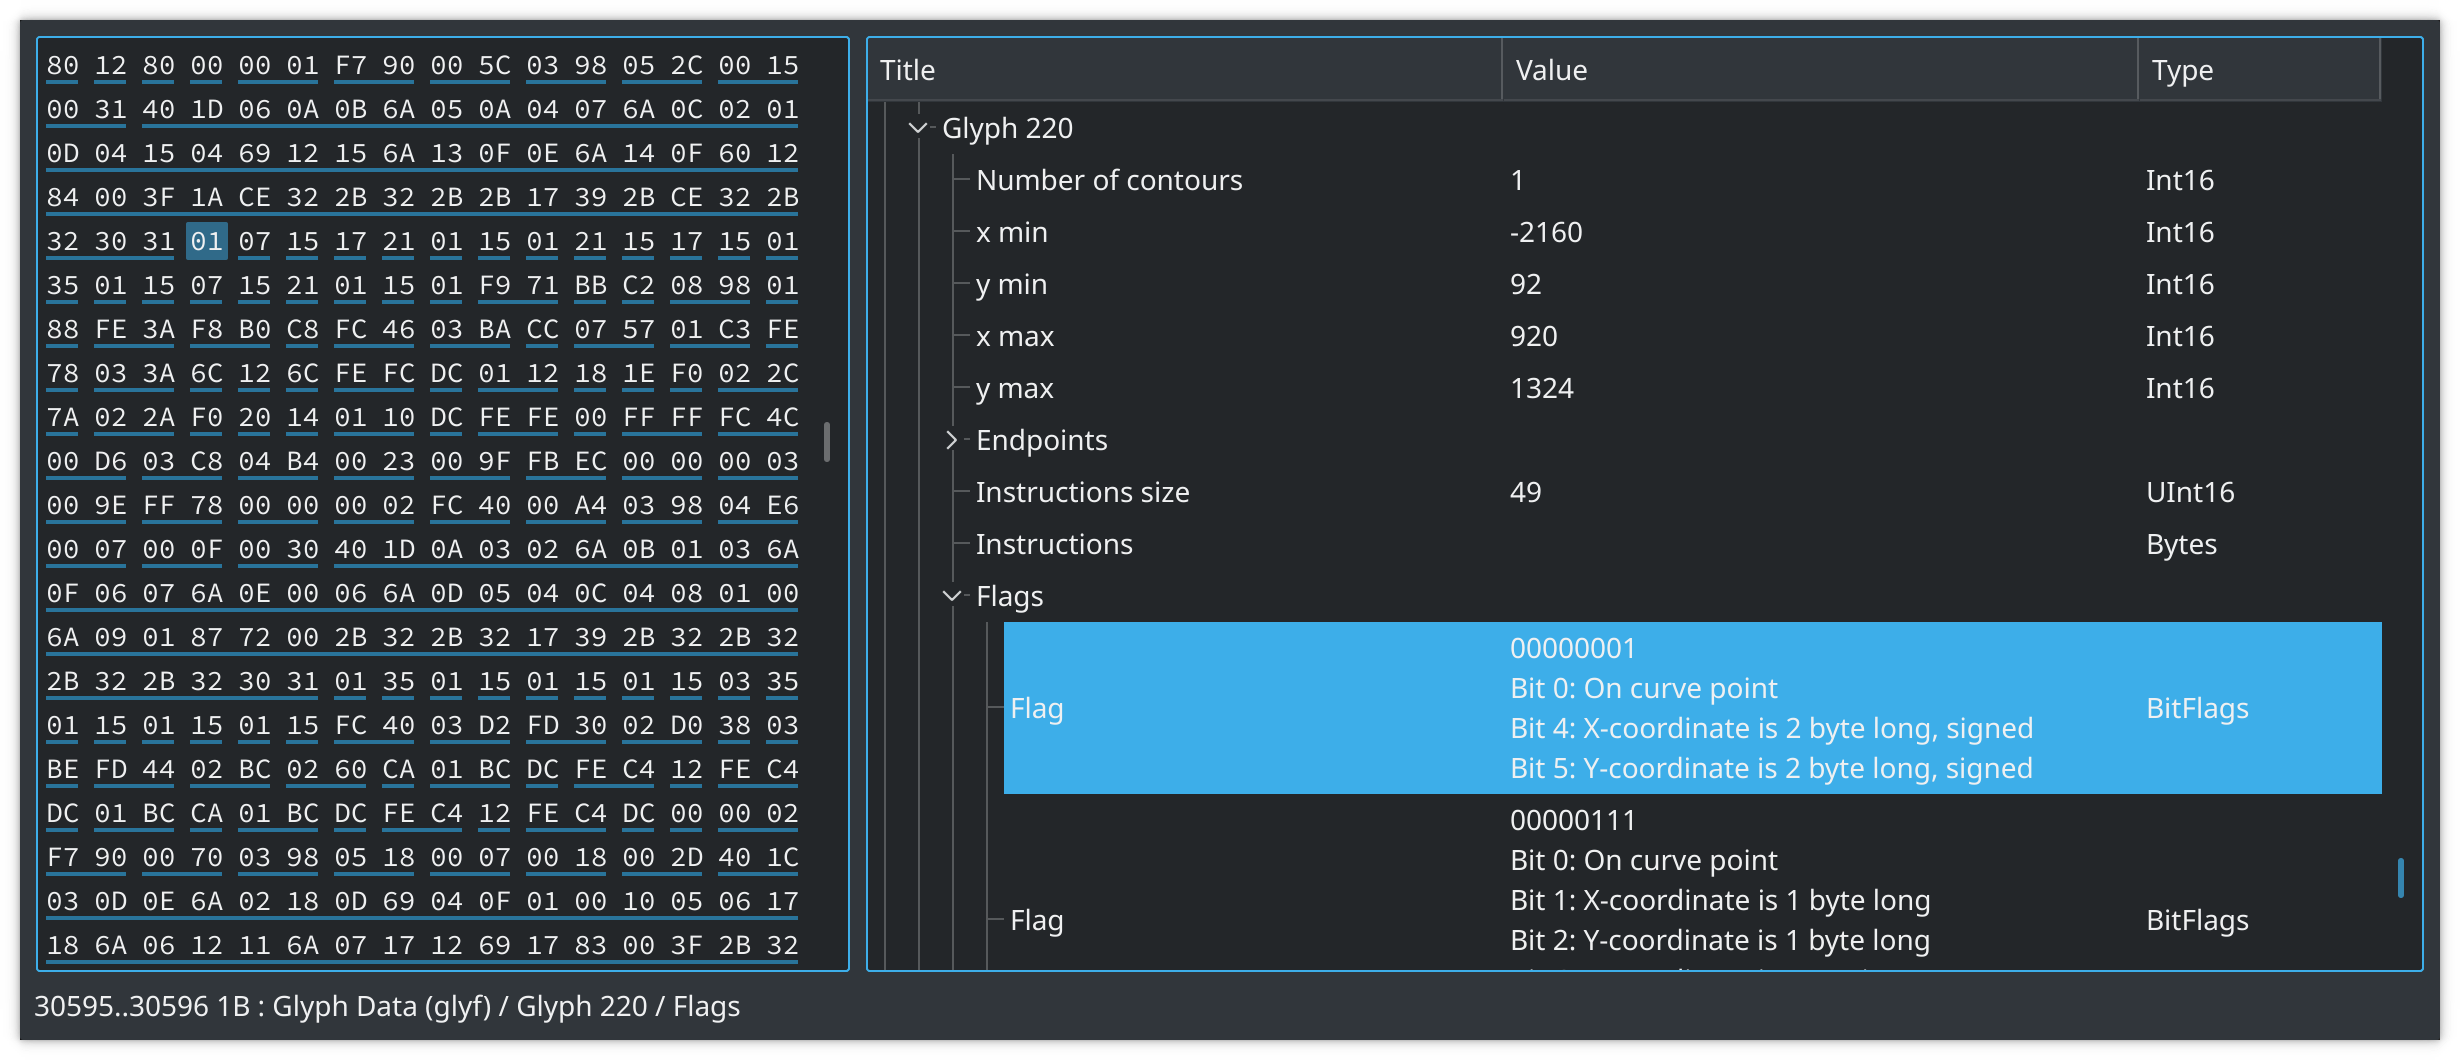 80 12 80 00 00 01 F7 90 00 5C 03 98 05 2C 00 15
00 31 40 1D 06 0A 0B 6A 05 0A 04 07 6A 0C 02 01
0D 04 15 04 69 12 15 6A 13 0F 0E 6A 14 0F 60 12
84 00 3F 1A CE 32 2B 32 2B 2B 17 39 2B CE 32 2B
32 30 31 01 07 15 17 21 01 15 01 21 15 17 15 01
35 01 15 07 15 21 01 15 01 F9 71 BB C2 08 98 01
88 FE 3A F8 B0 C8 FC 46 03 BA CC 07 57 01 C3 FE
78 03 3A 6C 12 6C FE FC DC 01 12 18 1E F0 02 2C
7A 02 2A F0 20 14 01 10 DC FE FE 00 FF FF FC 4C
00 D6 03 C8 04 B4 00 23 00 9F FB EC 00 00 00 03
00 9E FF 78 00 00 00 02 FC 40 00 A4 03 98 04 E6
00 07 00 0F 00 30 40 1D 0A 03 02 6A 0B 01 03 6A
0F 06 07 6A 0E 00 06 6A 0D 05 04 0C 04 08 01 00
6A 09 01 87 72 00 2B 32 2B 32 17 39 2B 32 2B 32
2B 32 2B 32 30 31 01 35 01 15 01 15 01 15 03 35
01 15 01 15 01 15 FC 40 03 D2 FD 30 02 D0 38 03
BE FD 44 02 BC 02 60 CA 01 BC DC FE C4 12 FE C4
DC 01 BC CA 01 BC DC FE C4 12 FE C4 DC 00 00 02
F7 90 00 70 03 98 05 18 00 07 00 18 00 2D 40 1C
03 0D 0E 6A 02 18 0D 69 04 0F 01 00 10 05 06 17
18 6A 06 12 11 6A 07 17 12 69 17 83 00 3F 2B 32
Title Value Type
Glyph 220
Number of contours 1 Int16
x min -2160 Int16
y min 92 Int16
x max 920 Int16
y max 1324 Int16
Endpoints
Instructions size 49 UInt16
Instructions Bytes
Flags
00000001
Bit 0: On curve point
Flag BitFlags
Bit 4: X-coordinate is 2 byte long, signed
Bit 5: Y-coordinate is 2 byte long, signed
00000111
Bit 0: On curve point
Bit 1: X-coordinate is 1 byte long
Flag BitFlags
Bit 2: Y-coordinate is 1 byte long
30595..30596 1B : Glyph Data (glyf) / Glyph 220 / Flags